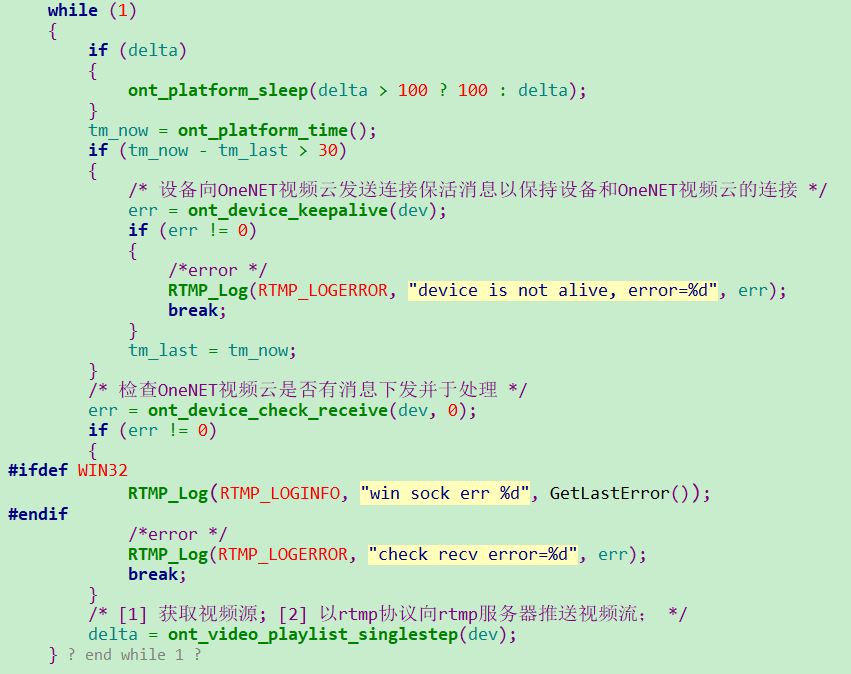 while (1)
{
if (delta)
{
ont_platform_sleep(delta > 100 ? 100 : delta);
}
tm_now = ont_platform_time();
if (tm_now - tm_last > 30)
{
/* 设备向OneNET视频云发送连接保活消息以保持设备和OneNET视频云的连接 */
err = ont_device_keepalive(dev);
if (err != 0)
{
/*error */
RTMP_Log(RTMP_LOGERROR, "device is not alive, error=%d", err);
break;
}
tm_last = tm_now;
}
/* 检查OneNET视频云是否有消息下发并于处理 */
err = ont_device_check_receive(dev, 0);
if (err != 0)
{
#ifdef WIN32
RTMP_Log(RTMP_LOGINFO, "win sock err %d", GetLastError());
#endif
/*error */
RTMP_Log(RTMP_LOGERROR, "check recv error=%d", err);
break;
}
/* [1] 获取视频源; [2] 以rtmp协议向rtmp服务器推送视频流； */
delta = ont_video_playlist_singlestep(dev);
} ? end while 1 ?